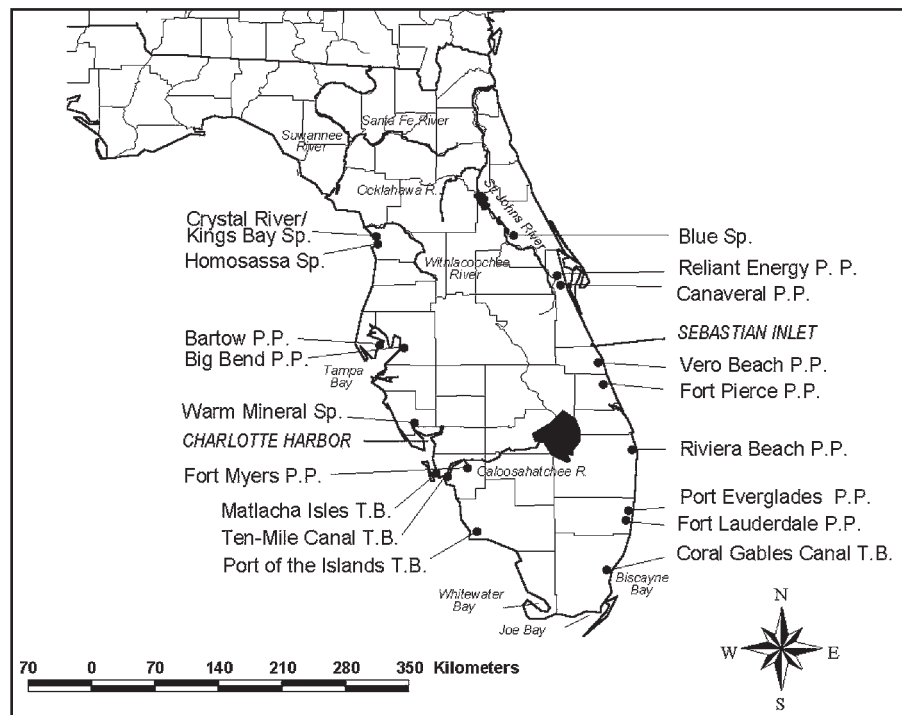 Santa Fe River
Suwannee
River
Ocklahawa R.
St. Johns River
Crystal River/
Kings Bay Sp.
Homosassa Sp.
Withlacoochee
River
Blue Sp.
Reliant Energy P. P.
Canaveral P.P.
SEBASTIAN INLET
Bartow P.P.
Big Bend P.P.
Tampa
Bay
Vero Beach P.P.
Fort Pierce P.P.
Warm Mineral Sp.
CHARLOTTE HARBOR
Fort Myers P.P.
Caloosahatchee R.
Riviera Beach P.P.
Matlacha Isles T.B.
Ten-Mile Canal T.B.
Port of the Islands T.B.
Port Everglades P.P.
Fort Lauderdale P.P.
Coral Gables Canal T.B.
Biscayne
Bay
Whitewater
Bay
Joe Bay
N
W E
S
70 0 70 140 210 280 350 Kilometers